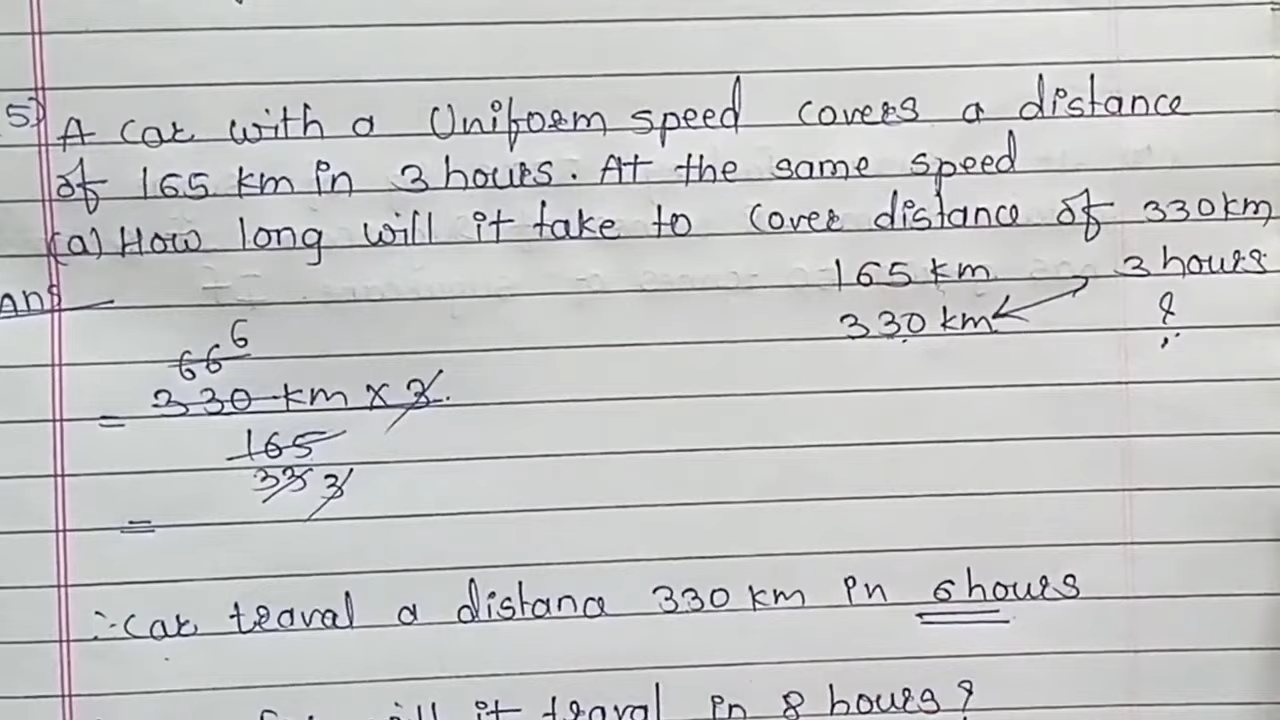 5) A car with a Uniform speed covers a distance
of 165 km in 3 hours. At the same speed
(a) How long will it take to cover distance of 330km
165 km 3 hours
Ans
330 km ?
66 6
= 330 km × 3
165
33 3
=
∴ car traval a distance 330 km in 6 hours
will it traval in 8 hours?